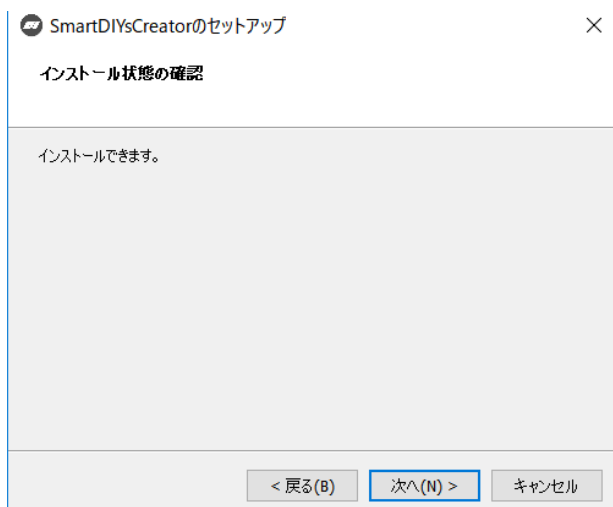 SmartDIYsCreatorのセットアップ
インストール状態の確認
インストールできます。
< 戻る(B)
次へ(N) >
キャンセル